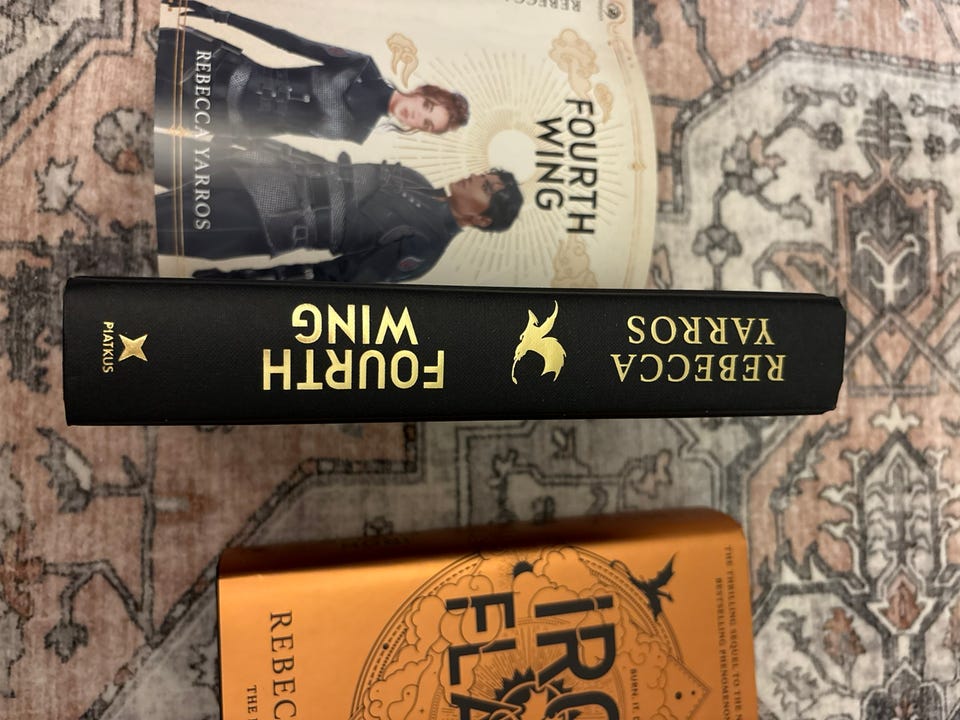 REBECCA YARROS
FOURTH
WING
REBECCA
YARROS
FOURTH
WING
PIATKUS
THE THRILLING SEQUEL TO THE
BESTSELLING PHENOMENON
BURN. IT.
IRO
FLA
REBEC
THE